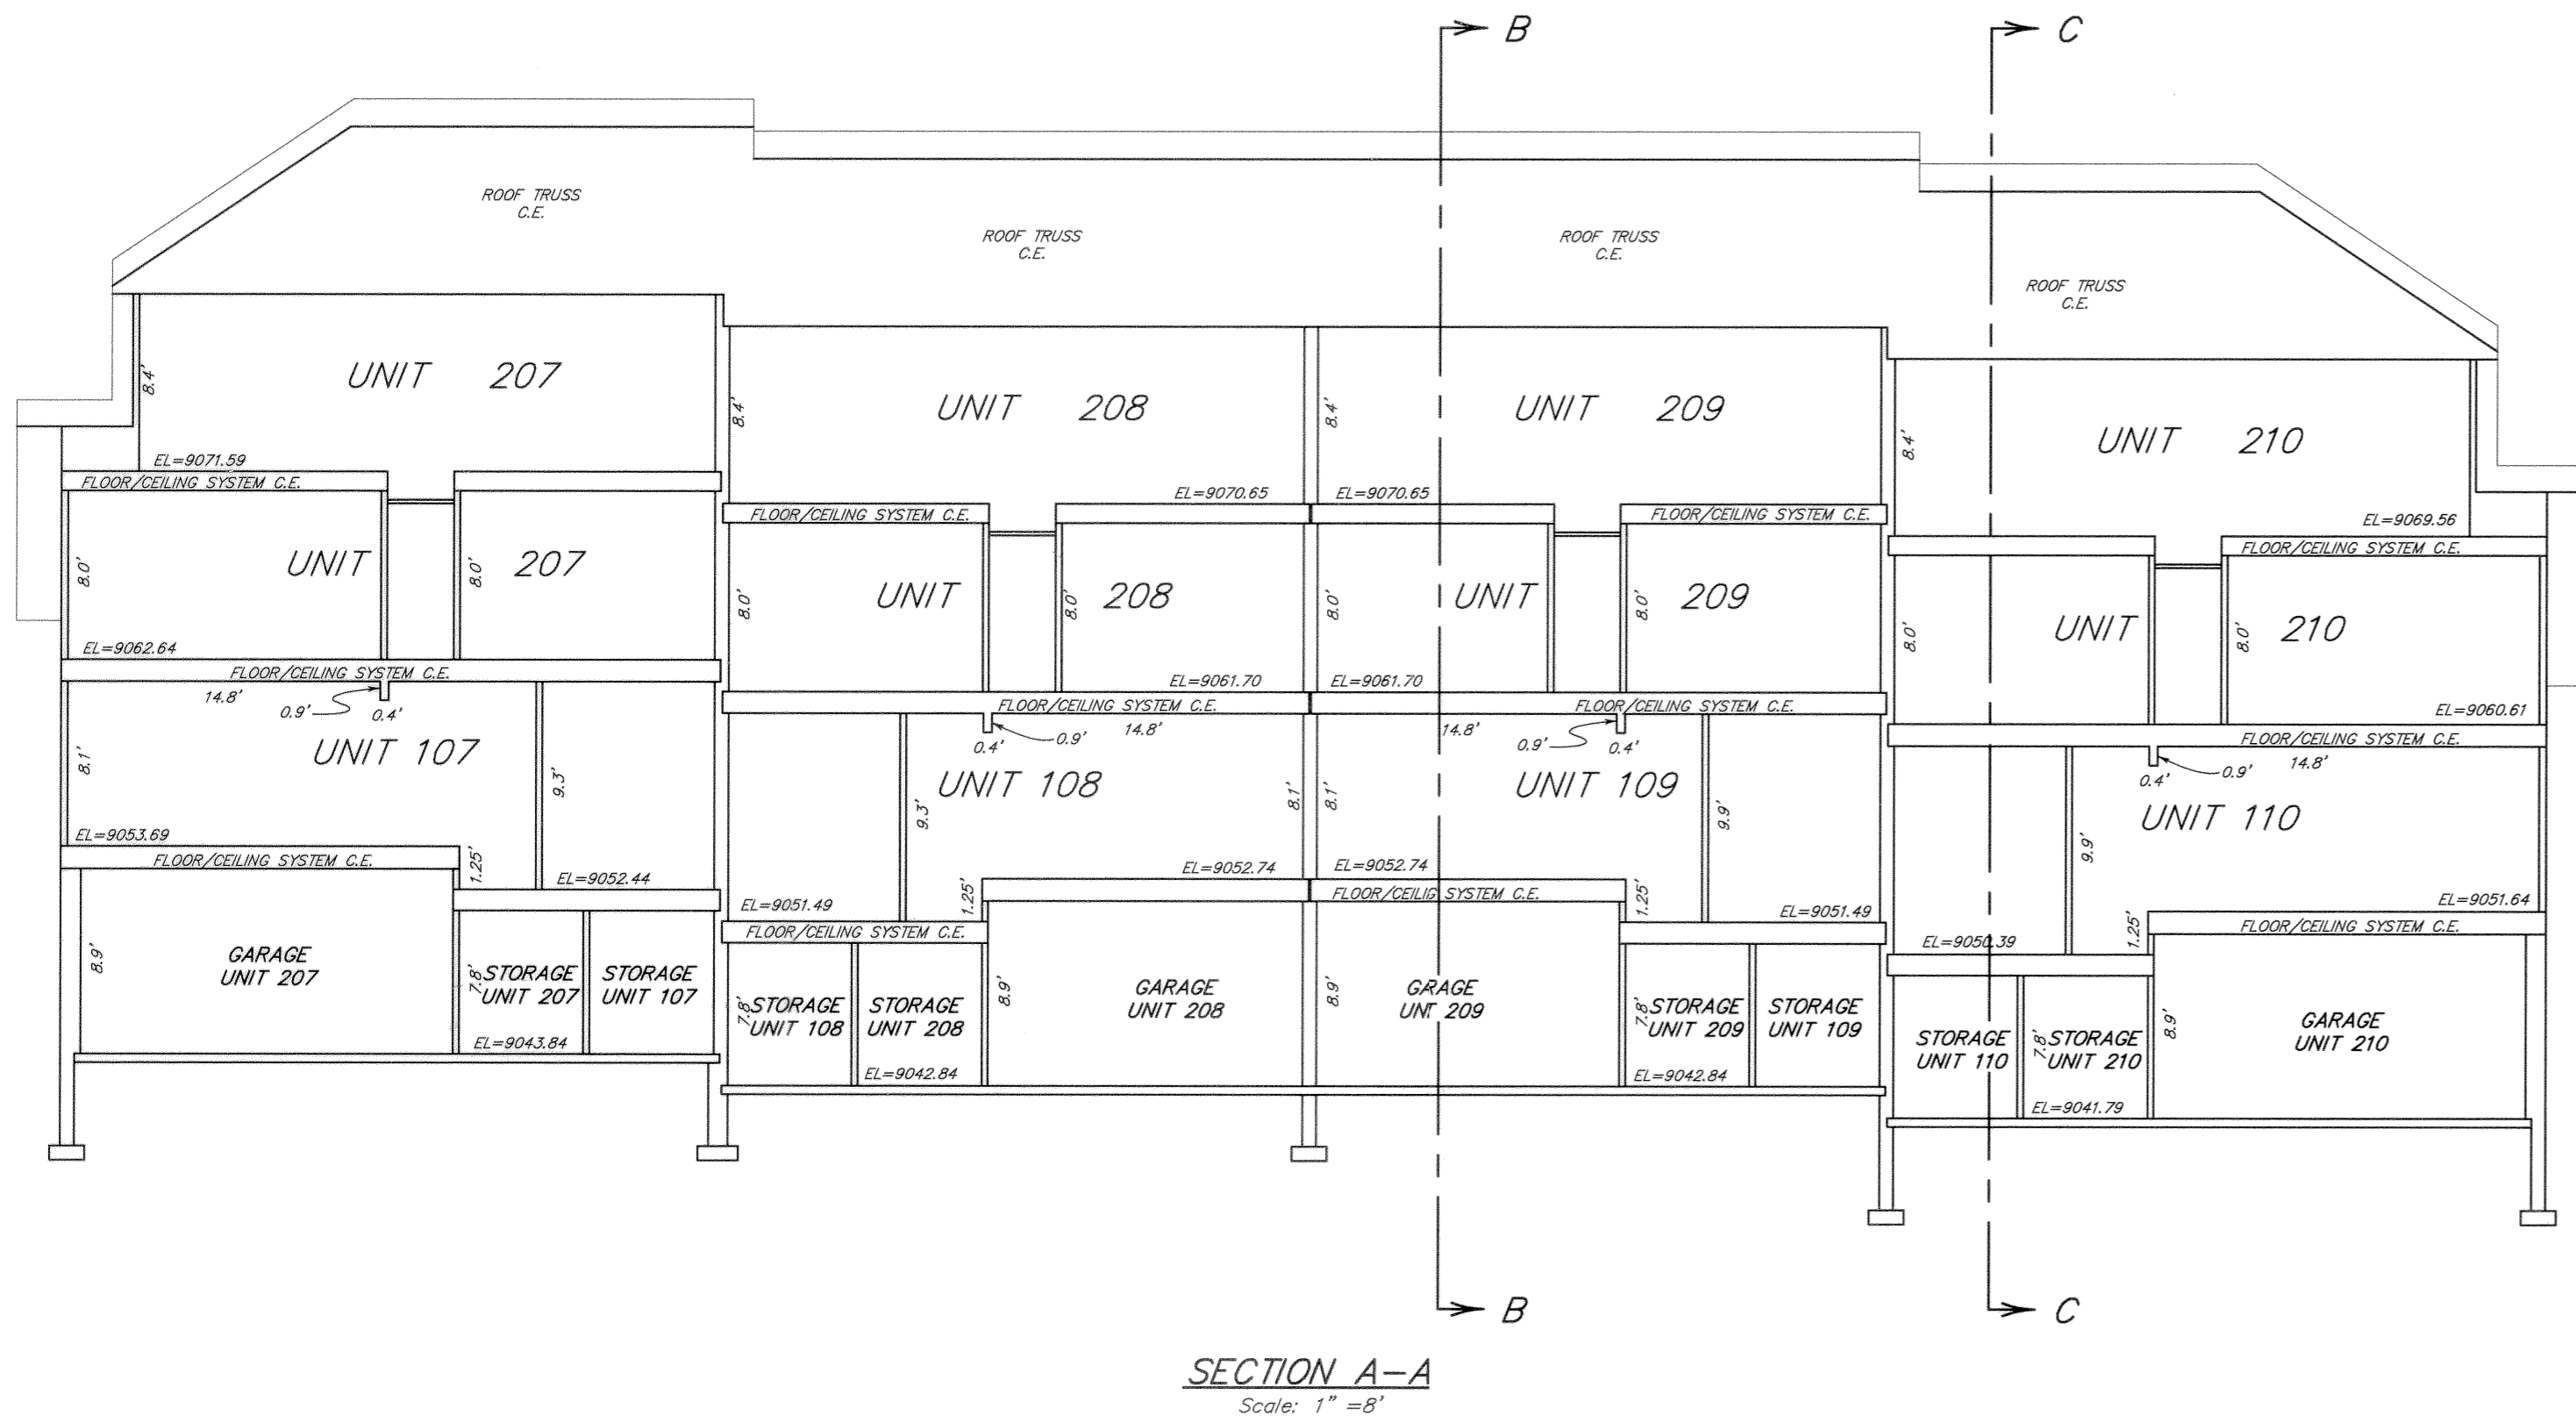 B
C
ROOF TRUSS
C.E.
ROOF TRUSS
C.E.
ROOF TRUSS
C.E.
ROOF TRUSS
C.E.
UNIT 207
8.4'
EL=9071.59
FLOOR/CEILING SYSTEM C.E.
UNIT 208
8.4'
EL=9070.65
FLOOR/CEILING SYSTEM C.E.
UNIT 209
8.4'
EL=9070.65
FLOOR/CEILING SYSTEM C.E.
UNIT 210
8.4'
EL=9069.56
FLOOR/CEILING SYSTEM C.E.
UNIT 207
8.0'
8.0'
EL=9062.64
FLOOR/CEILING SYSTEM C.E.
UNIT 208
8.0'
8.0'
EL=9061.70
FLOOR/CEILING SYSTEM C.E.
UNIT 209
8.0'
8.0'
EL=9061.70
FLOOR/CEILING SYSTEM C.E.
UNIT 210
8.0'
8.0'
EL=9060.61
FLOOR/CEILING SYSTEM C.E.
14.8'
0.9'
0.4'
UNIT 107
8.1'
9.3'
EL=9053.69
FLOOR/CEILING SYSTEM C.E.
1.25'
EL=9052.44
0.4'
0.9'
14.8'
UNIT 108
9.3'
8.1'
EL=9052.74
EL=9051.49
1.25'
FLOOR/CEILING SYSTEM C.E.
14.8'
0.9'
0.4'
UNIT 109
8.1'
9.9'
EL=9052.74
FLOOR/CEILIG SYSTEM C.E.
1.25'
EL=9051.49
0.4'
0.9'
14.8'
UNIT 110
9.9'
EL=9051.64
EL=9050.39
1.25'
FLOOR/CEILING SYSTEM C.E.
8.9'
GARAGE
UNIT 207
7.8'
STORAGE
UNIT 207
STORAGE
UNIT 107
EL=9043.84
7.8'
STORAGE
UNIT 108
STORAGE
UNIT 208
EL=9042.84
8.9'
GARAGE
UNIT 208
8.9'
GRAGE
UNT 209
7.8'
STORAGE
UNIT 209
STORAGE
UNIT 109
EL=9042.84
STORAGE
UNIT 110
7.8'
STORAGE
UNIT 210
EL=9041.79
8.9'
GARAGE
UNIT 210
B
C
SECTION A-A
Scale: 1" =8'